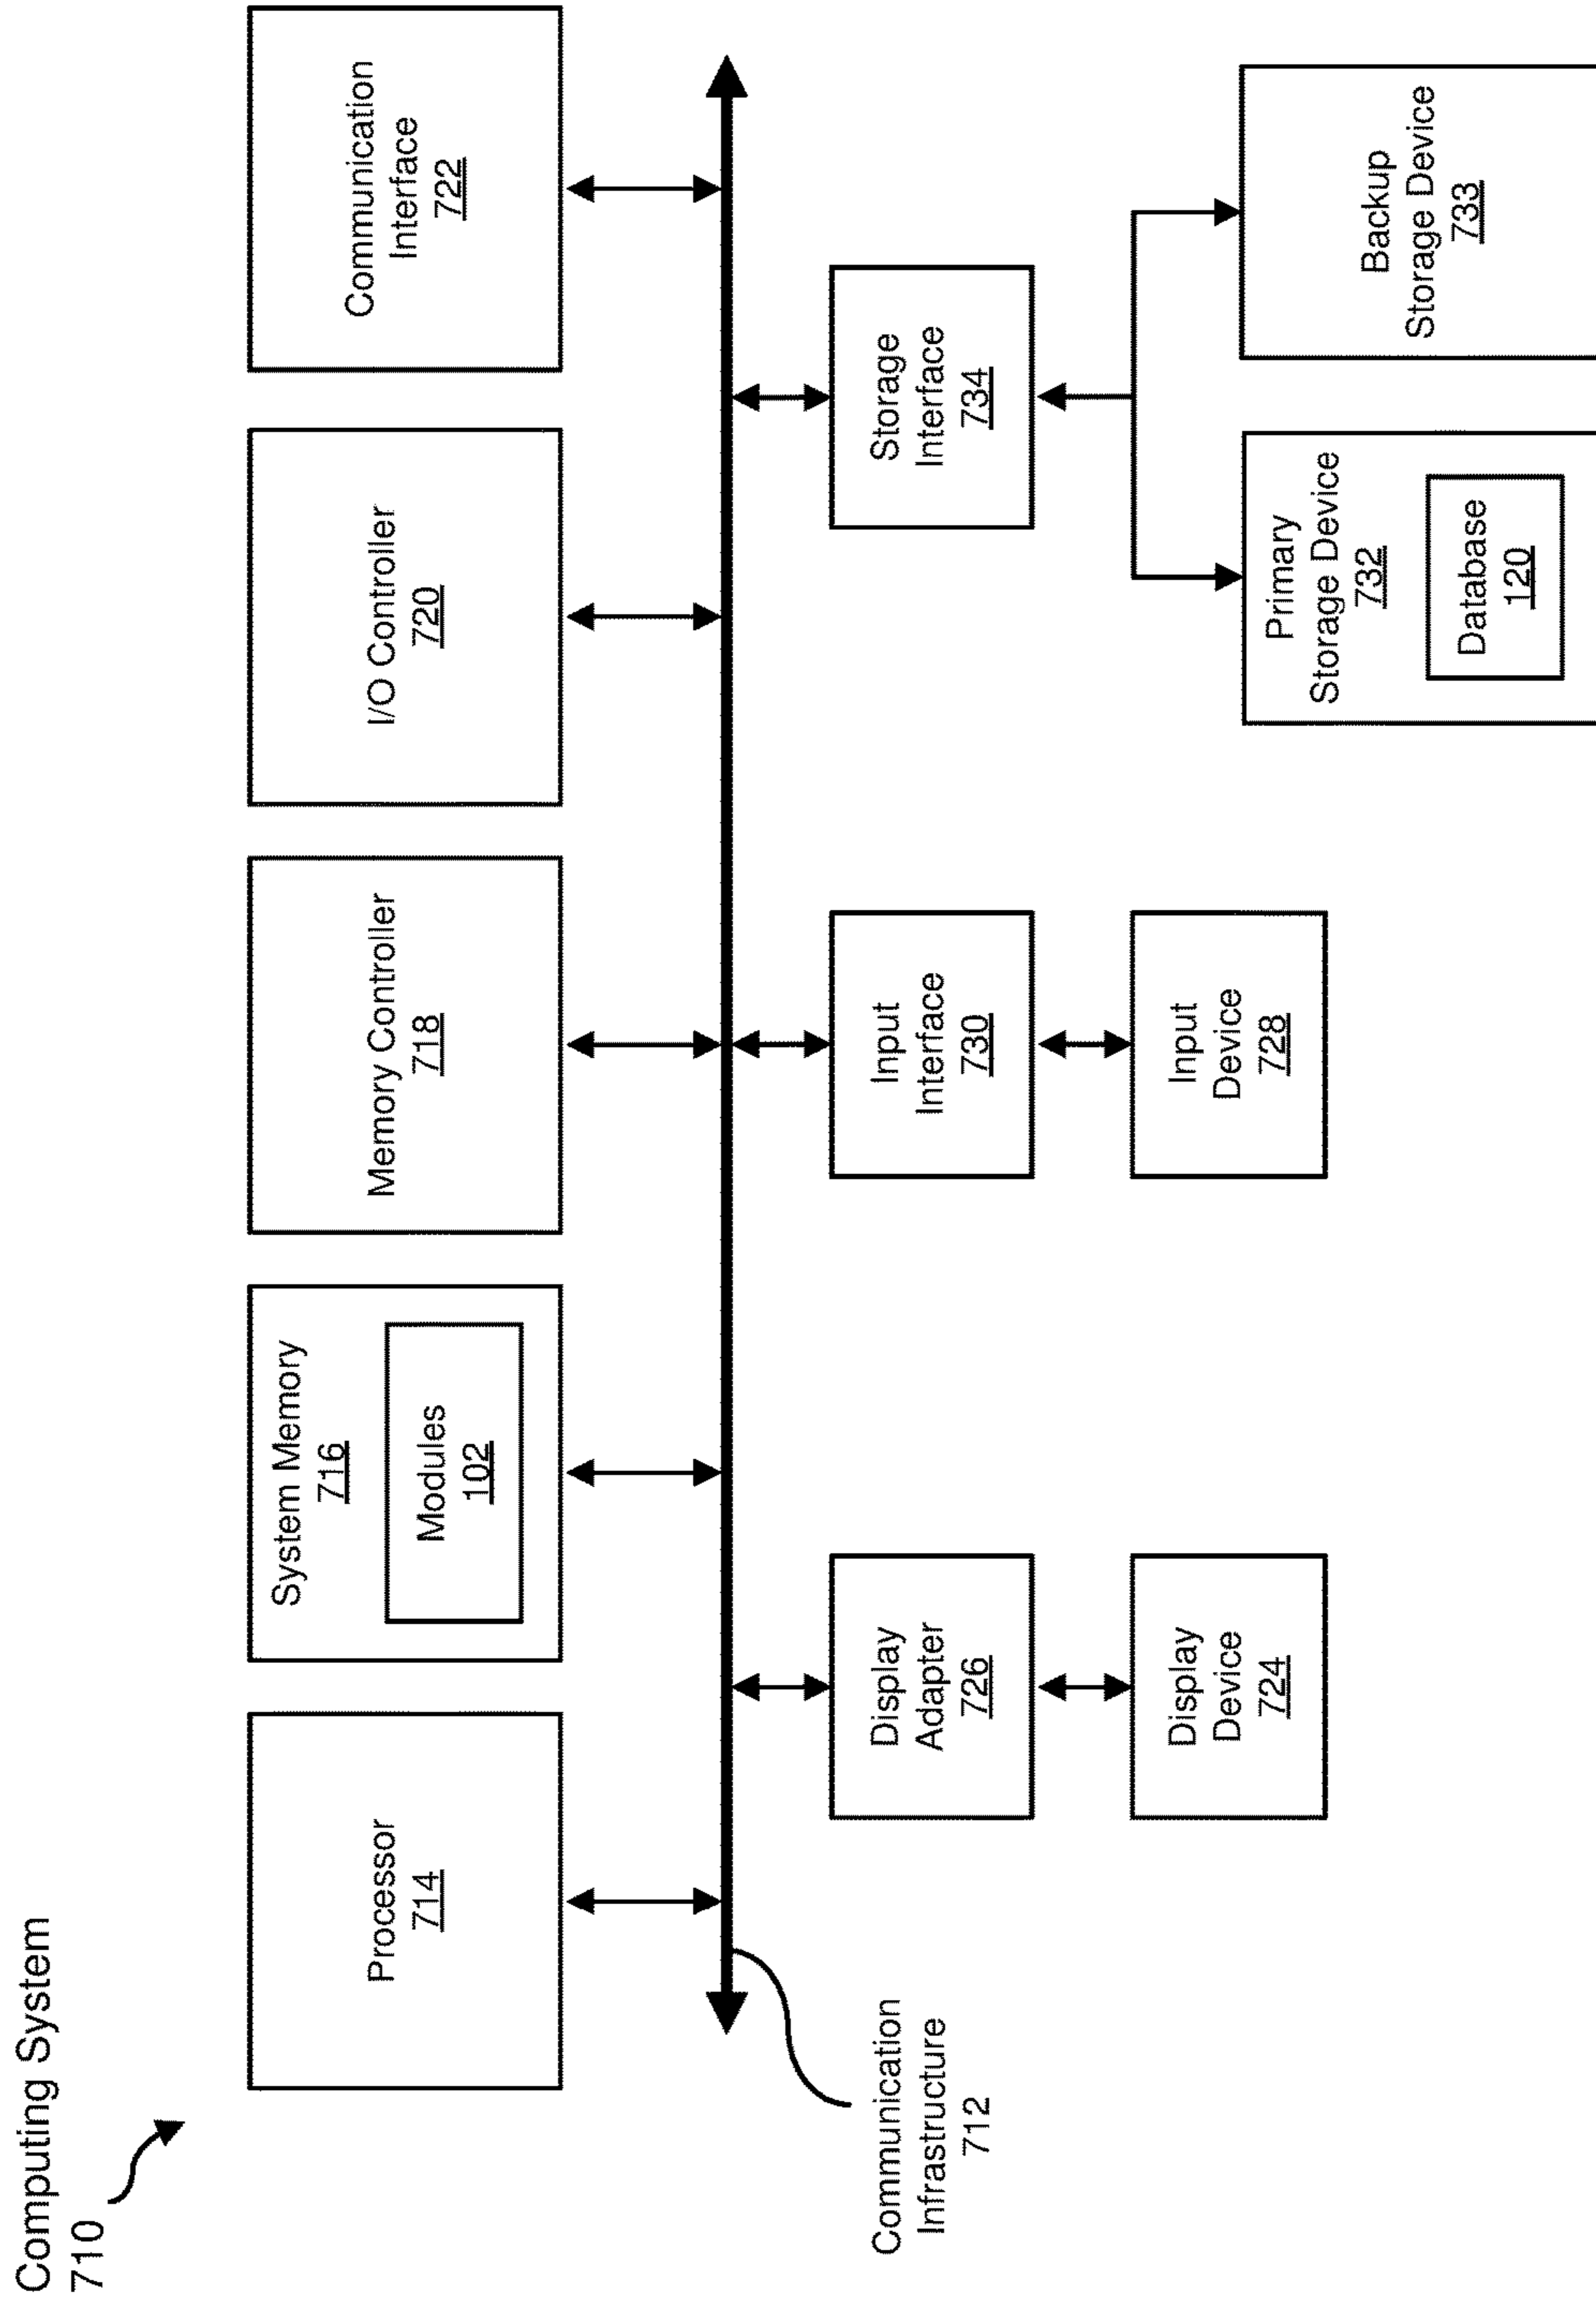 Computing System
710
Processor
714
System Memory
716
Modules
102
Memory Controller
718
I/O Controller
720
Communication
Interface
722
Communication
Infrastructure
712
Display
Adapter
726
Input
Interface
730
Storage
Interface
734
Display
Device
724
Input
Device
728
Primary
Storage Device
732
Database
120
Backup
Storage Device
733